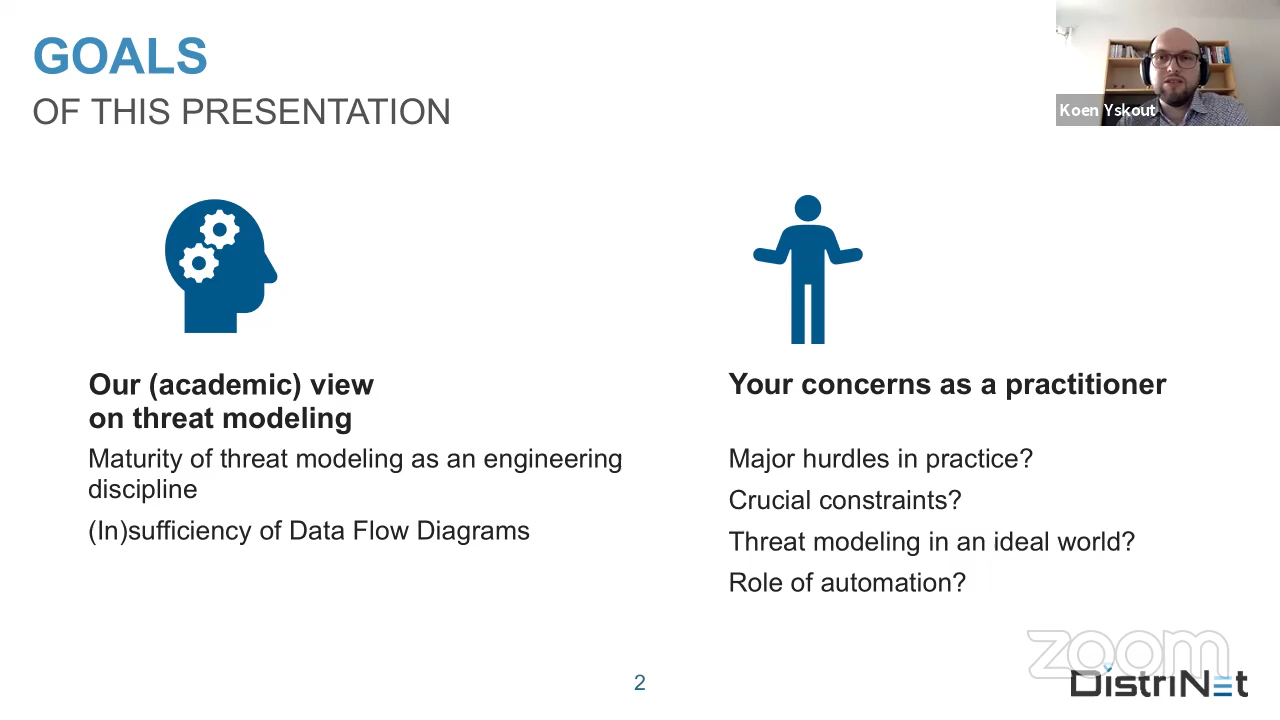 GOALS
OF THIS PRESENTATION
Koen Yskout
Our (academic) view
on threat modeling
Maturity of threat modeling as an engineering
discipline
(In)sufficiency of Data Flow Diagrams
Your concerns as a practitioner
Major hurdles in practice?
Crucial constraints?
Threat modeling in an ideal world?
Role of automation?
zoom
2
DistriNet